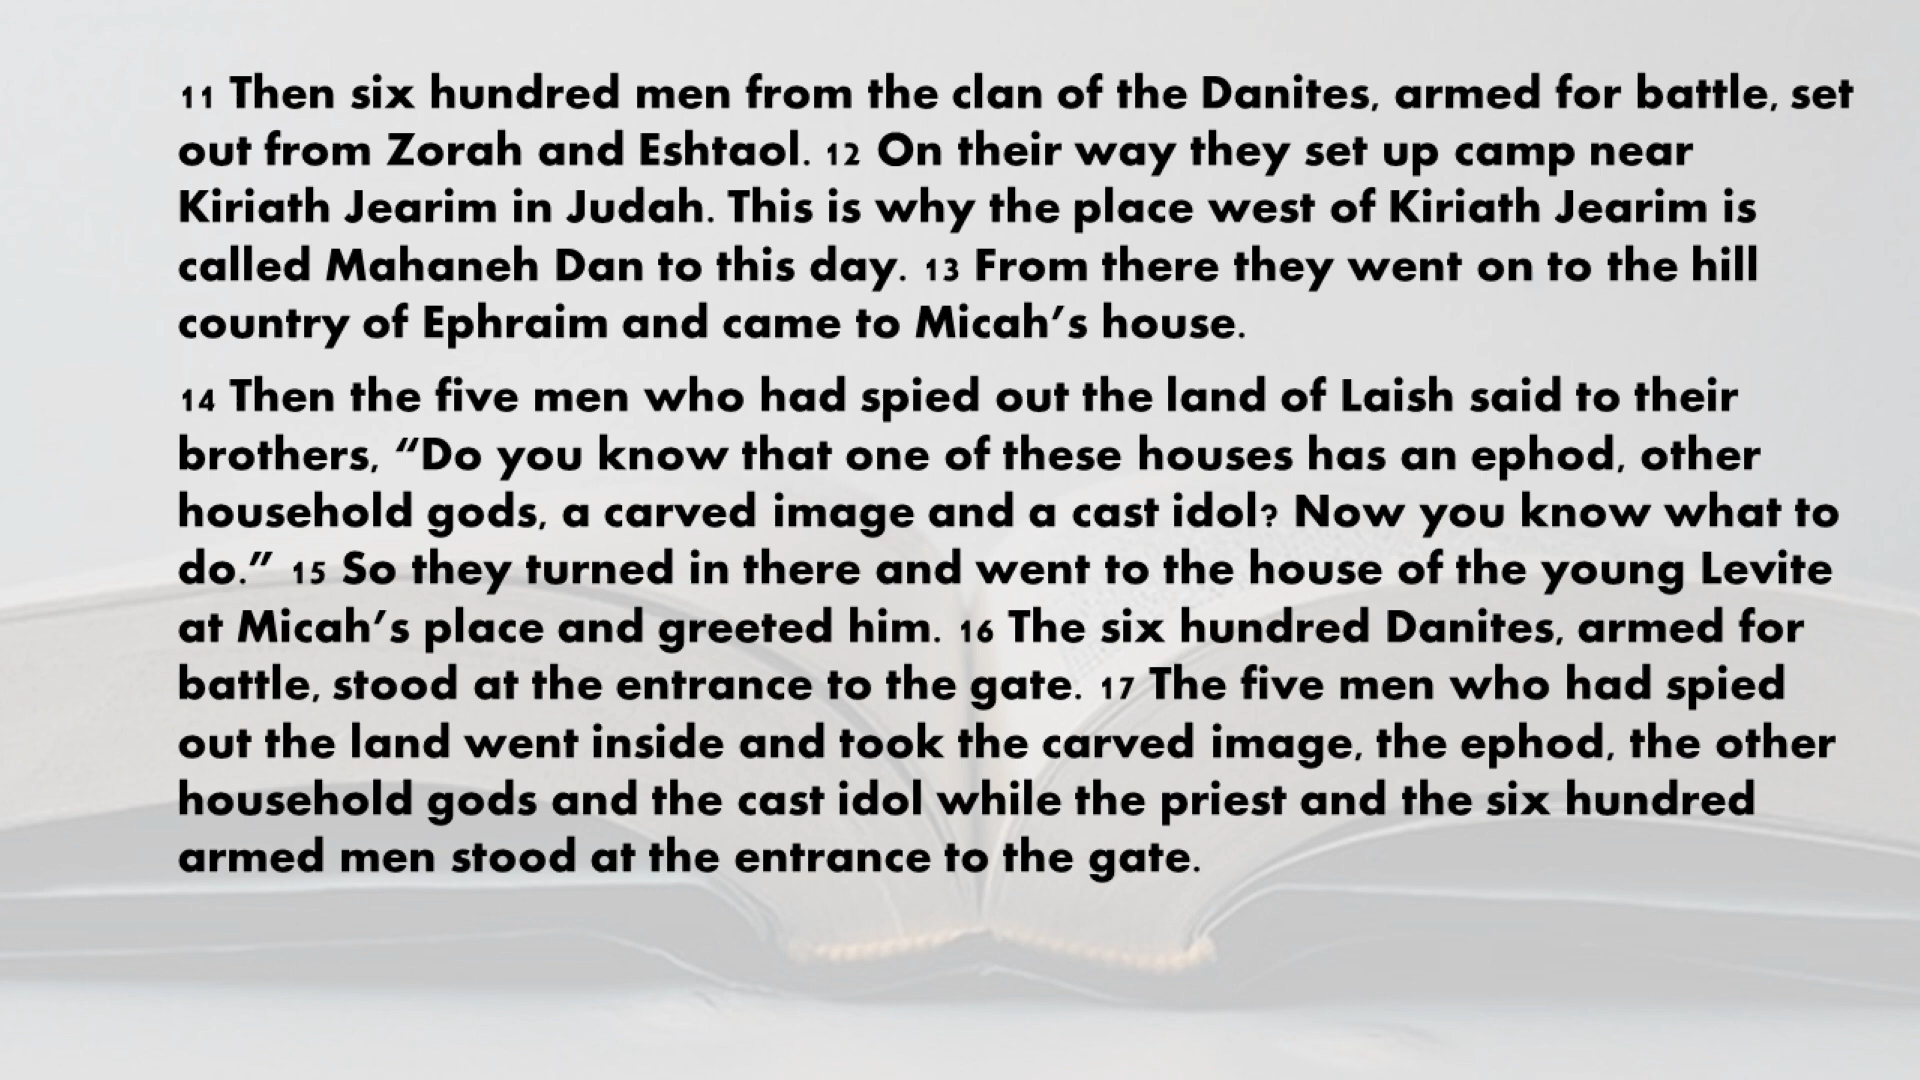 11 Then six hundred men from the clan of the Danites, armed for battle, set
out from Zorah and Eshtaol. 12 On their way they set up camp near
Kiriath Jearim in Judah. This is why the place west of Kiriath Jearim is
called Mahaneh Dan to this day. 13 From there they went on to the hill
country of Ephraim and came to Micah’s house.
14 Then the five men who had spied out the land of Laish said to their
brothers, “Do you know that one of these houses has an ephod, other
household gods, a carved image and a cast idol? Now you know what to
do.” 15 So they turned in there and went to the house of the young Levite
at Micah’s place and greeted him. 16 The six hundred Danites, armed for
battle, stood at the entrance to the gate. 17 The five men who had spied
out the land went inside and took the carved image, the ephod, the other
household gods and the cast idol while the priest and the six hundred
armed men stood at the entrance to the gate.